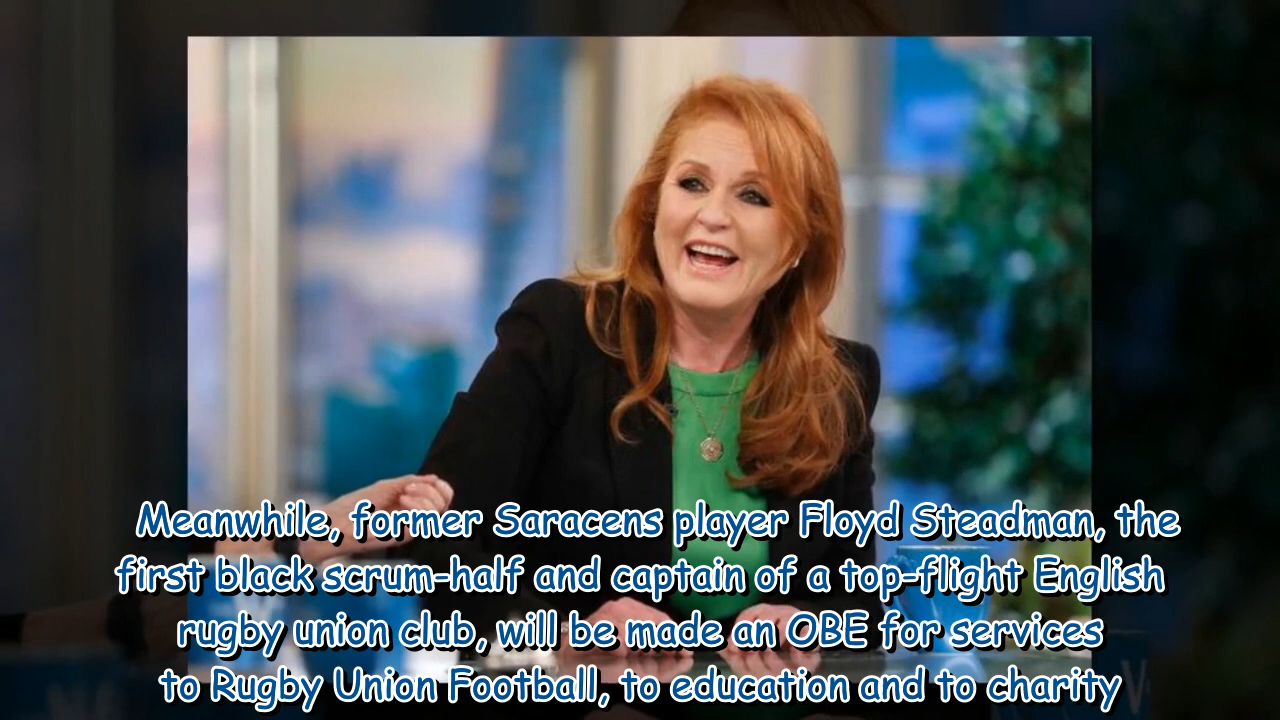 Meanwhile, former Saracens player Floyd Steadman, the
first black scrum-half and captain of a top-flight English
rugby union club, will be made an OBE for services
to Rugby Union Football, to education and to charity